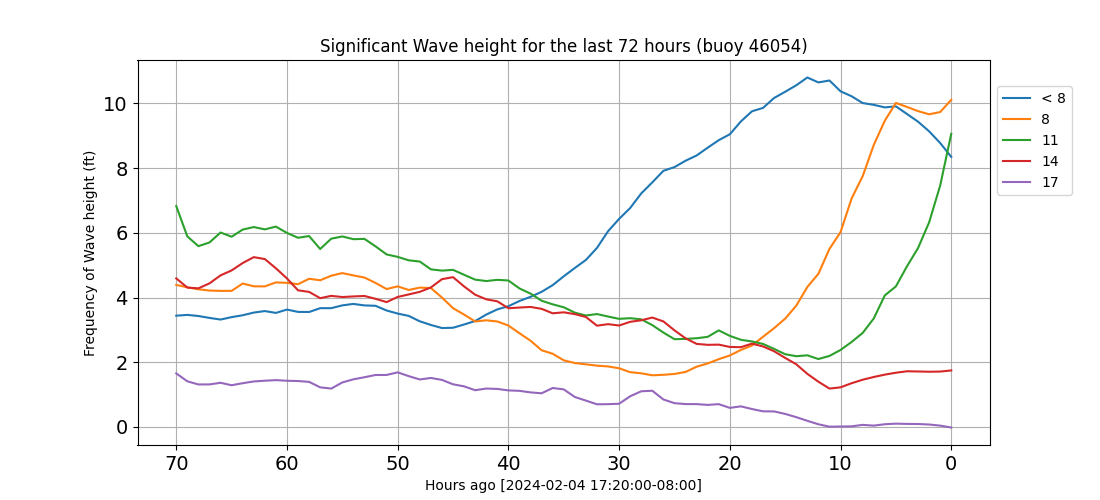 Significant Wave height for the last 72 hours (buoy 46054)
Frequency of Wave height (ft)
10
8
6
4
2
0
70 60 50 40 30 20 10 0
Hours ago [2024-02-04 17:20:00-08:00]
< 8
8
11
14
17